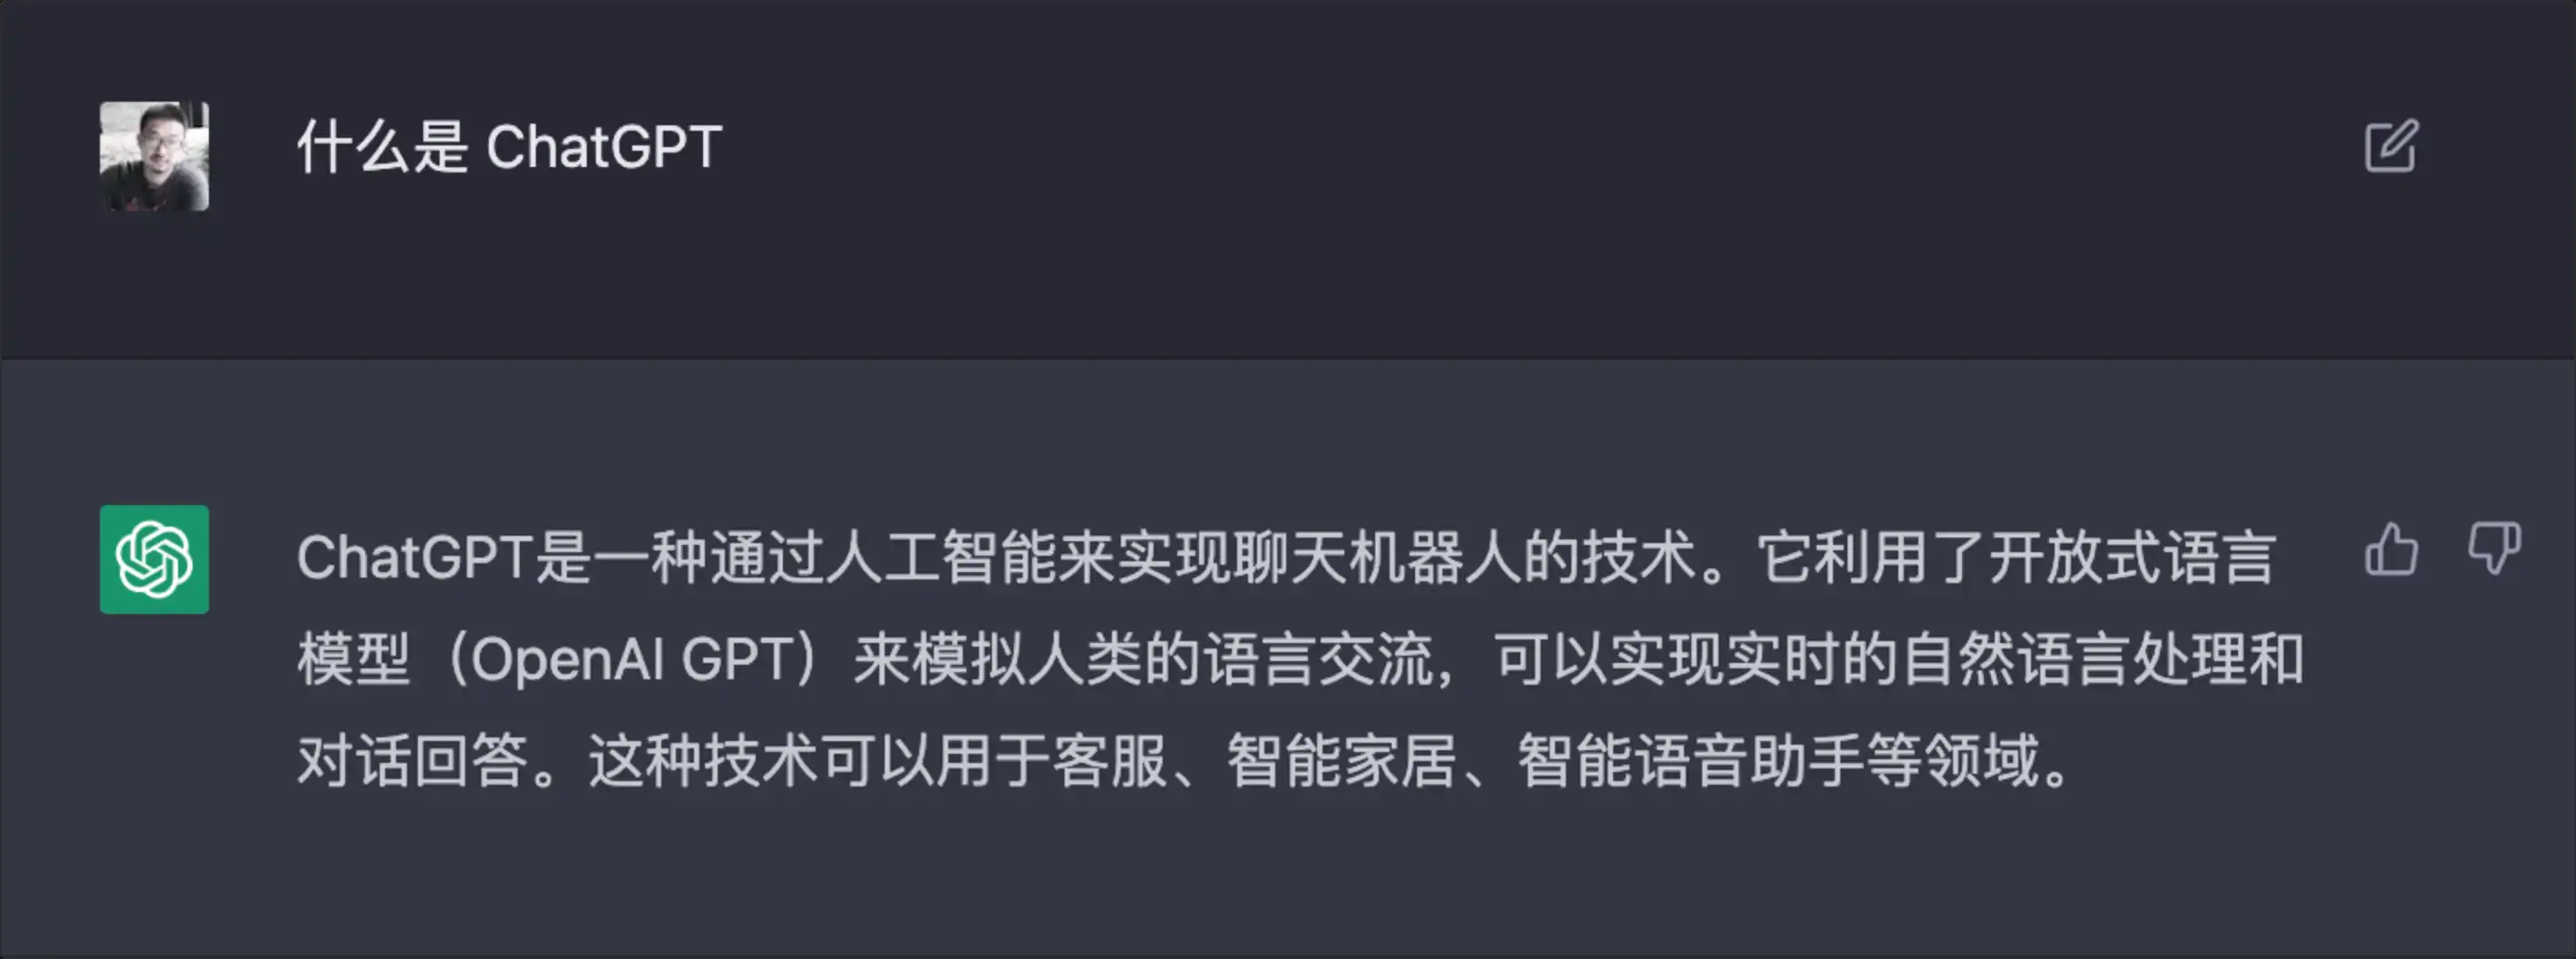 什么是 ChatGPT
ChatGPT是一种通过人工智能来实现聊天机器人的技术。它利用了开放式语言
模型（OpenAI GPT）来模拟人类的语言交流，可以实现实时的自然语言处理和
对话回答。这种技术可以用于客服、智能家居、智能语音助手等领域。